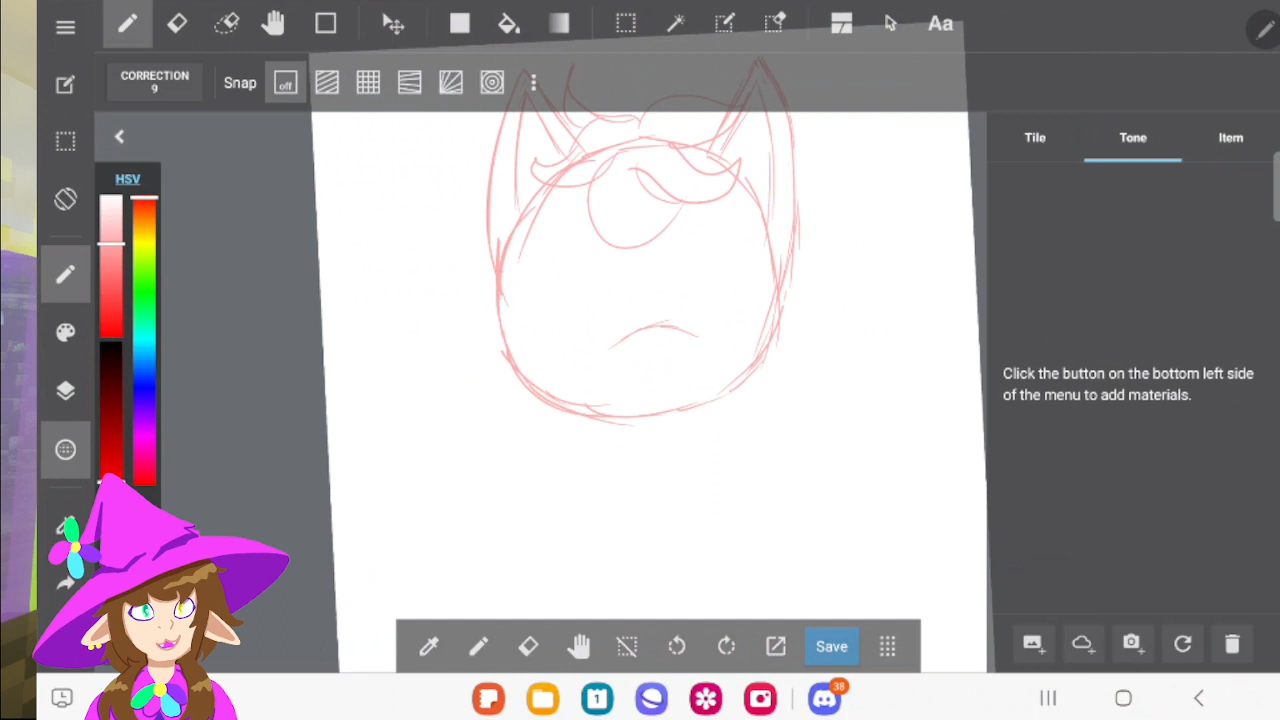 Aa
CORRECTION
9
Snap
off
Tile
Tone
Item
HSV
Click the button on the bottom left side
of the menu to add materials.
Save
1
38